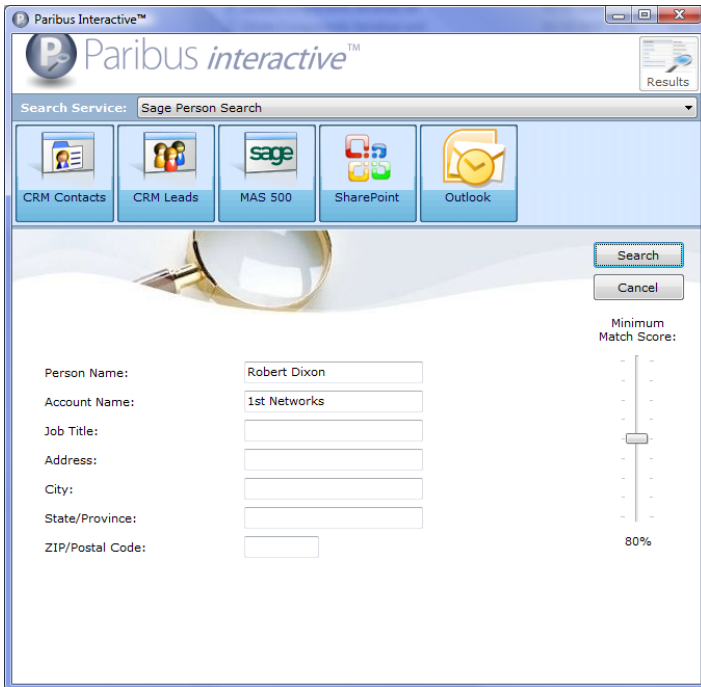 Paribus Interactive™
Paribus interactive™
Results
Search Service: Sage Person Search
CRM Contacts CRM Leads MAS 500 SharePoint Outlook
sage
Search
Cancel
Minimum
Match Score:
Person Name: Robert Dixon
Account Name: 1st Networks
Job Title:
Address:
City:
State/Province:
ZIP/Postal Code:
80%